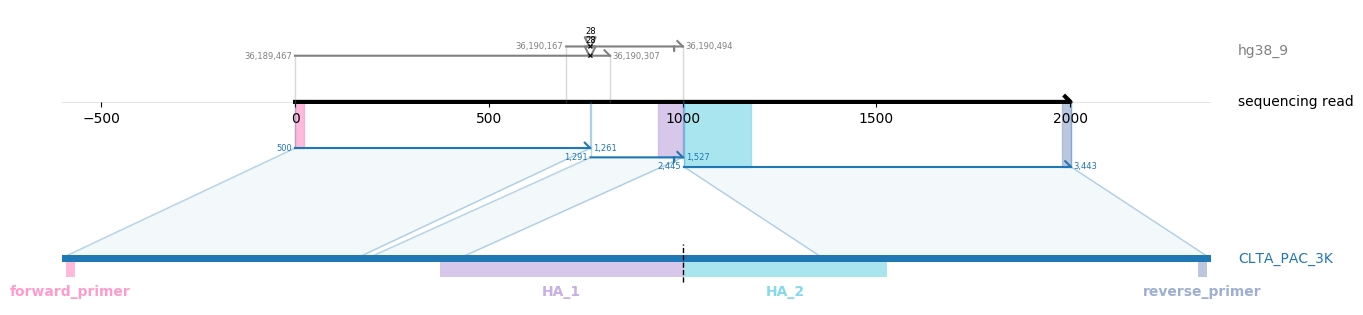 28
28
36,190,167
36,190,494
hg38_9
36,189,467
36,190,307
sequencing read
−500
0
500
1000
1500
2000
500
1,261
1,291
1,527
2,445
3,443
CLTA_PAC_3K
forward_primer
HA_1
HA_2
reverse_primer